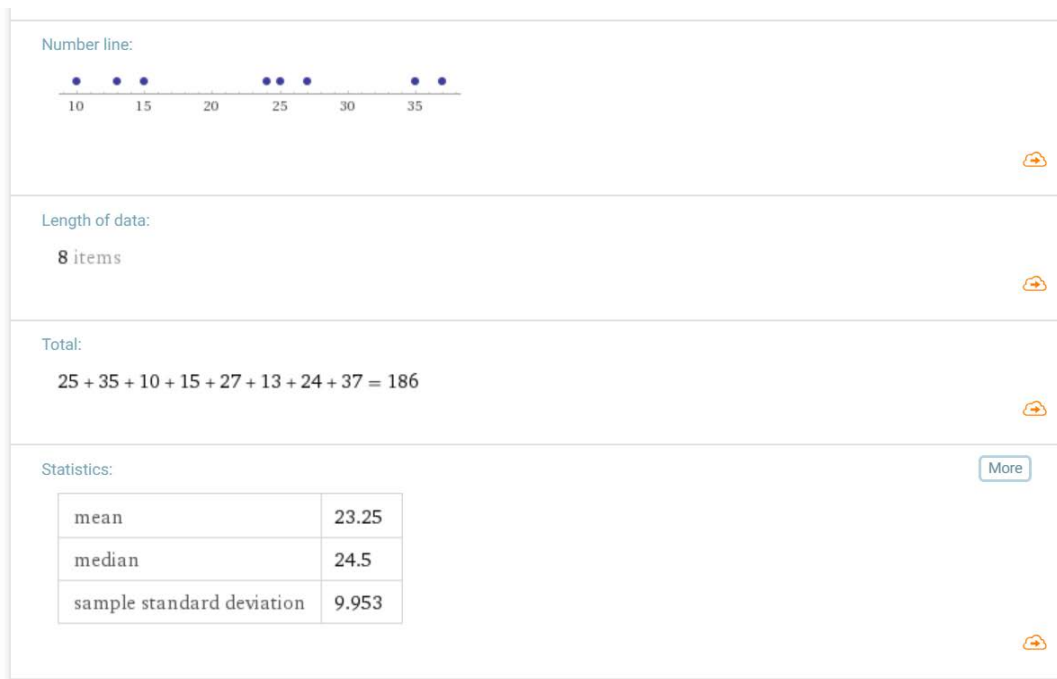 Number line:
10 15 20 25 30 35
Length of data:
8 items
Total:
25 + 35 + 10 + 15 + 27 + 13 + 24 + 37 = 186
Statistics:
More
mean 23.25
median 24.5
sample standard deviation 9.953